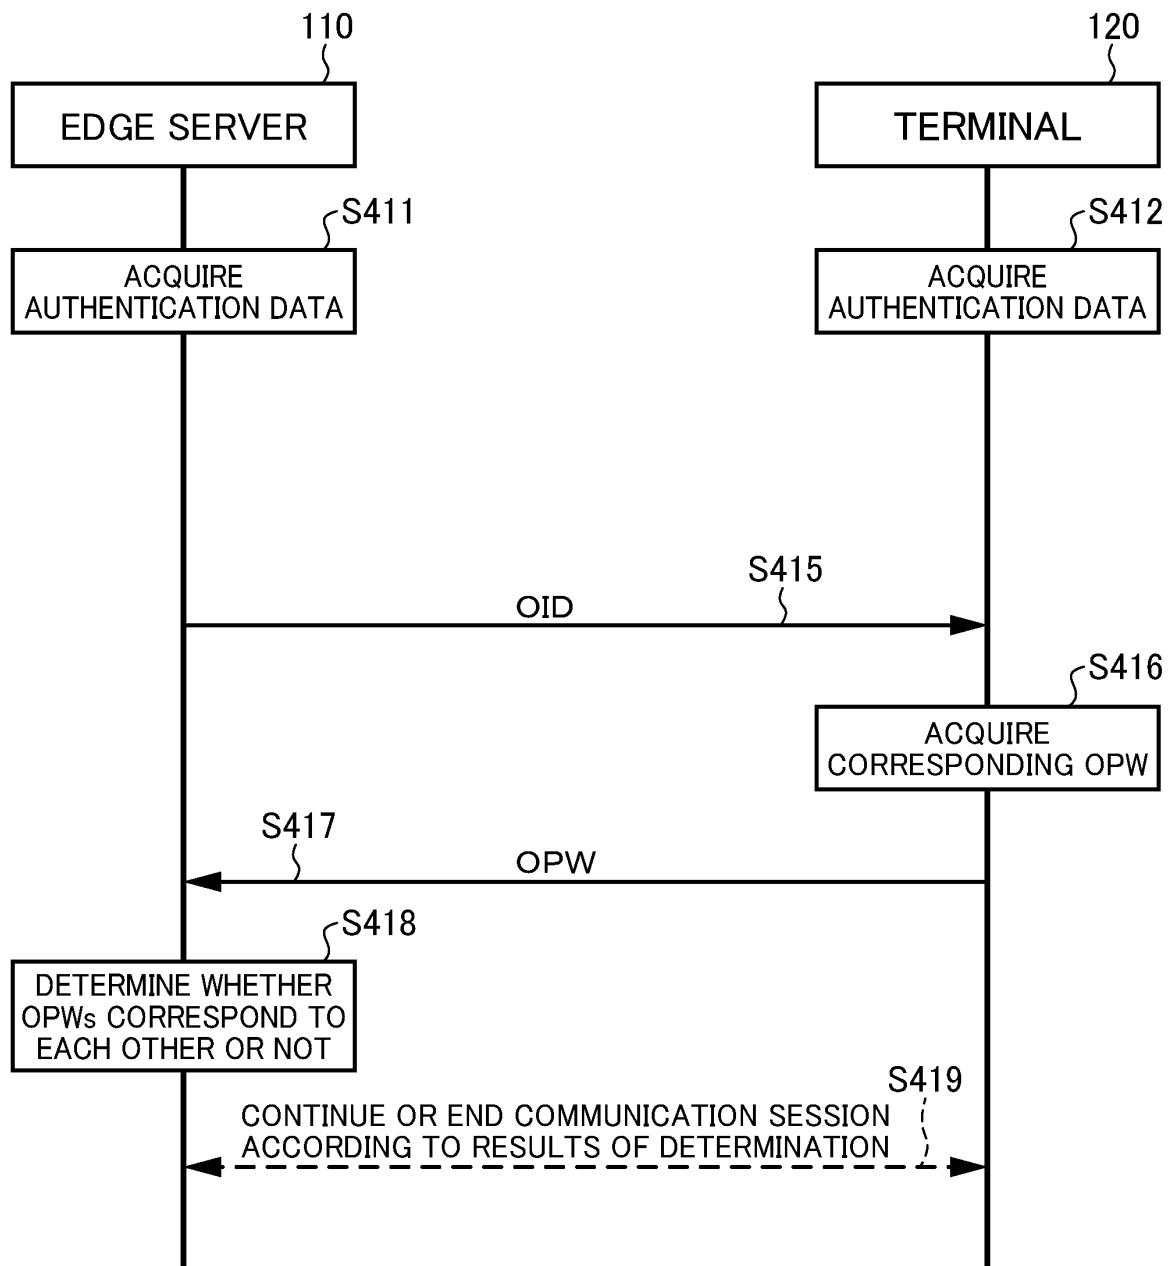 110
120
EDGE SERVER
TERMINAL
S411
S412
ACQUIRE
AUTHENTICATION DATA
ACQUIRE
AUTHENTICATION DATA
S415
OID
S416
ACQUIRE
CORRESPONDING OPW
S417
OPW
S418
DETERMINE WHETHER
OPWs CORRESPOND TO
EACH OTHER OR NOT
S419
CONTINUE OR END COMMUNICATION SESSION
ACCORDING TO RESULTS OF DETERMINATION